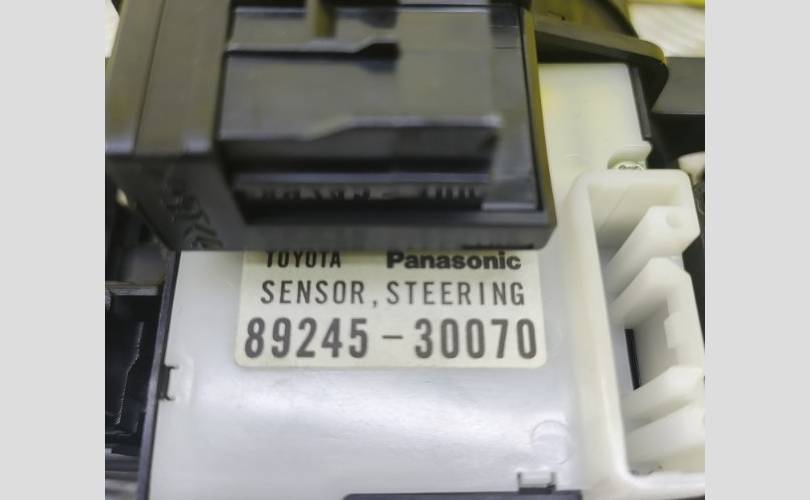 TOYOTA Panasonic
SENSOR, STEERING
89245-30070